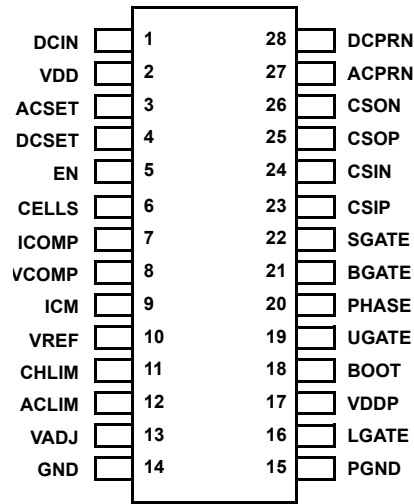 DCIN 1 28 DCPRN
VDD 2 27 ACPRN
ACSET 3 26 CSON
DCSET 4 25 CSOP
EN 5 24 CSIN
CELLS 6 23 CSIP
ICOMP 7 22 SGATE
VCOMP 8 21 BGATE
ICM 9 20 PHASE
VREF 10 19 UGATE
CHLIM 11 18 BOOT
ACLIM 12 17 VDDP
VADJ 13 16 LGATE
GND 14 15 PGND